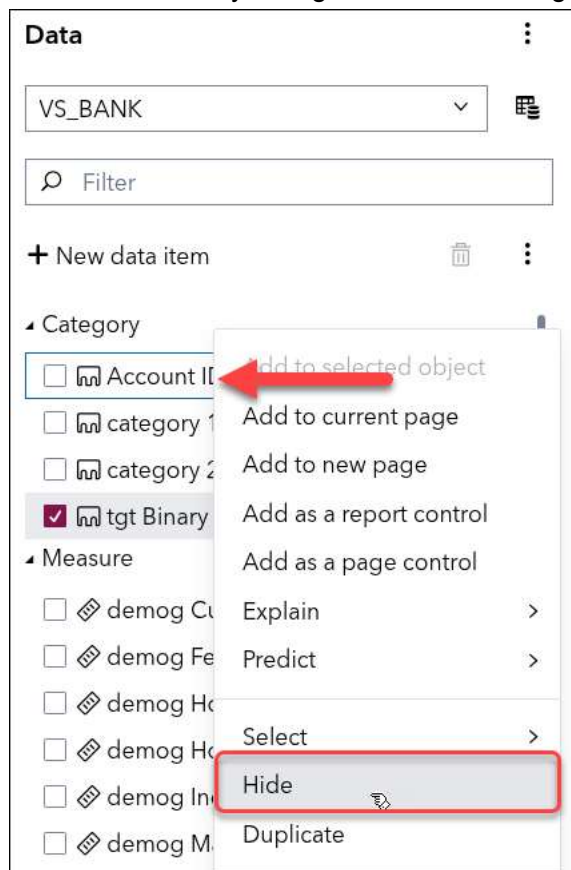 Data
VS_BANK
Filter
+ New data item
Category
Account ID
category 1
category 2
tgt Binary
Measure
demog Cu
demog Fe
demog Ho
demog Ho
demog In
demog Ma
Add to selected object
Add to current page
Add to new page
Add as a report control
Add as a page control
Explain
Predict
Select
Hide
Duplicate